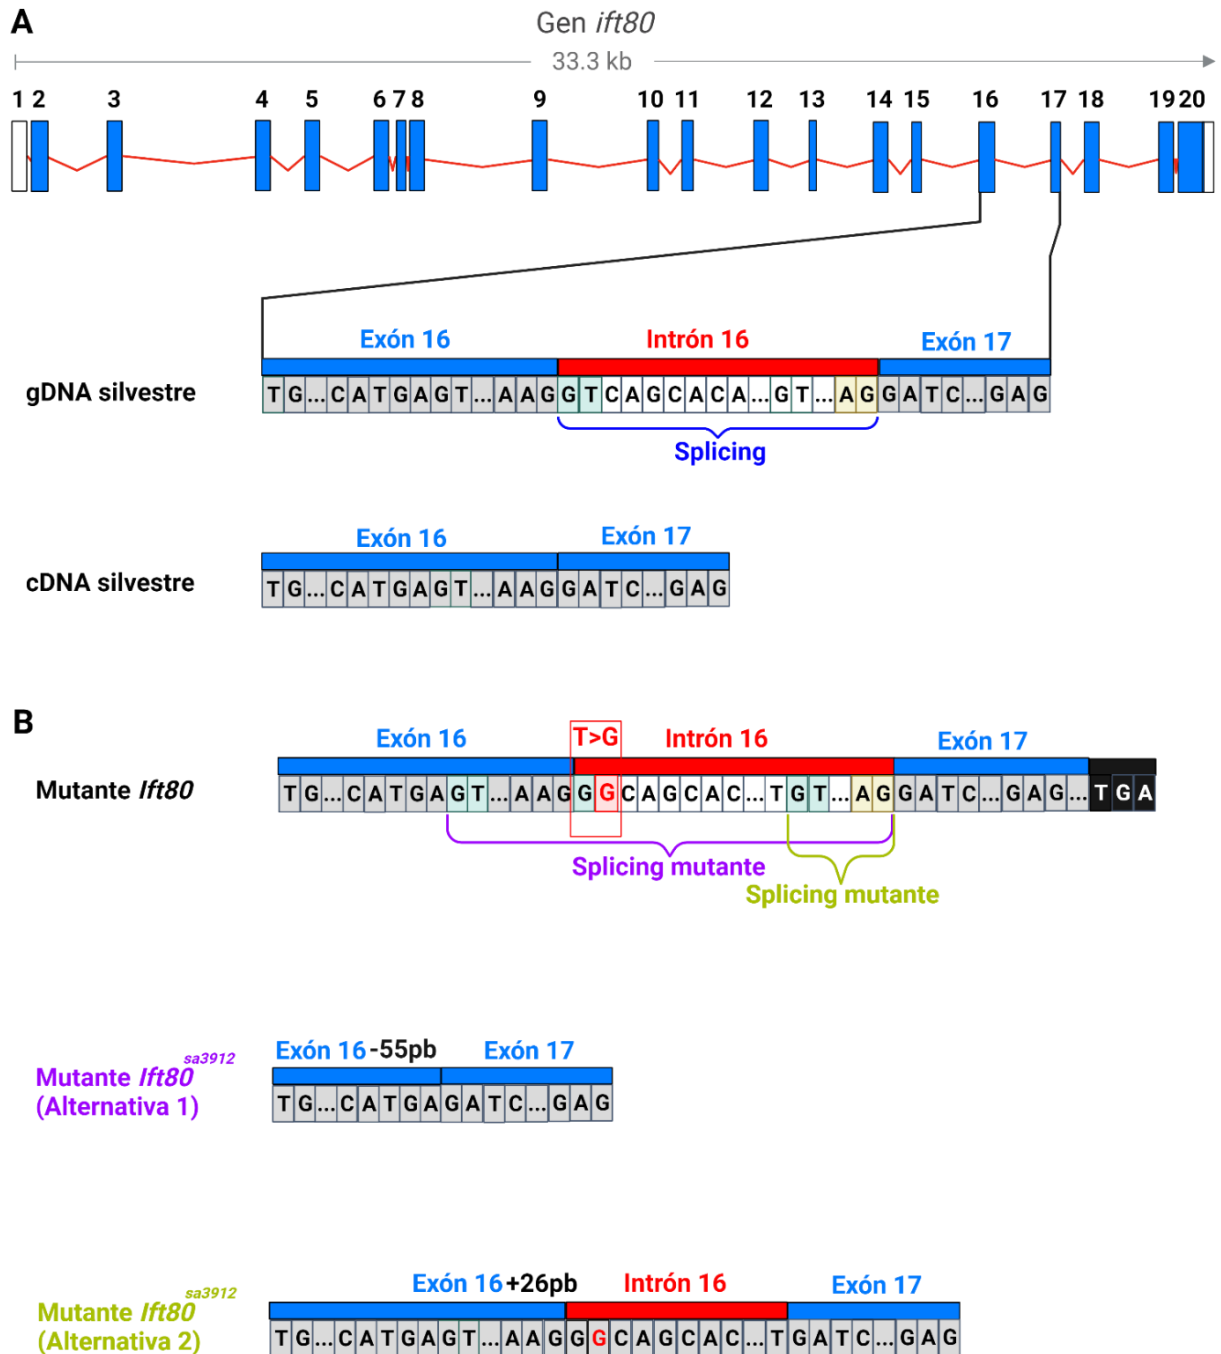 A
Gen ift80
33.3 kb
1 2 3 4 5 6 7 8 9 10 11 12 13 14 15 16 17 18 19 20
Exón 16 Intrón 16 Exón 17
gDNA silvestre TG...CATGAGT...AAGGTCAGCACA...GT...AGGATC...GAG
Splicing
Exón 16 Exón 17
cDNA silvestre TG...CATGAGT...AAGGATC...GAG
B
T>G
Exón 16 Intrón 16 Exón 17
Mutante Ift80 TG...CATGAGT...AAGGGCAGCAC...TGT...AGGATC...GAG...TGA
Splicing mutante
Splicing mutante
Exón 16 -55pb Exón 17
Mutante Ift80 sa3912
(Alternativa 1)
TG...CATGAGATC...GAG
Exón 16 +26pb Intrón 16 Exón 17
Mutante Ift80 sa3912
(Alternativa 2)
TG...CATGAGT...AAGGGCAGCAC...TGATC...GAG